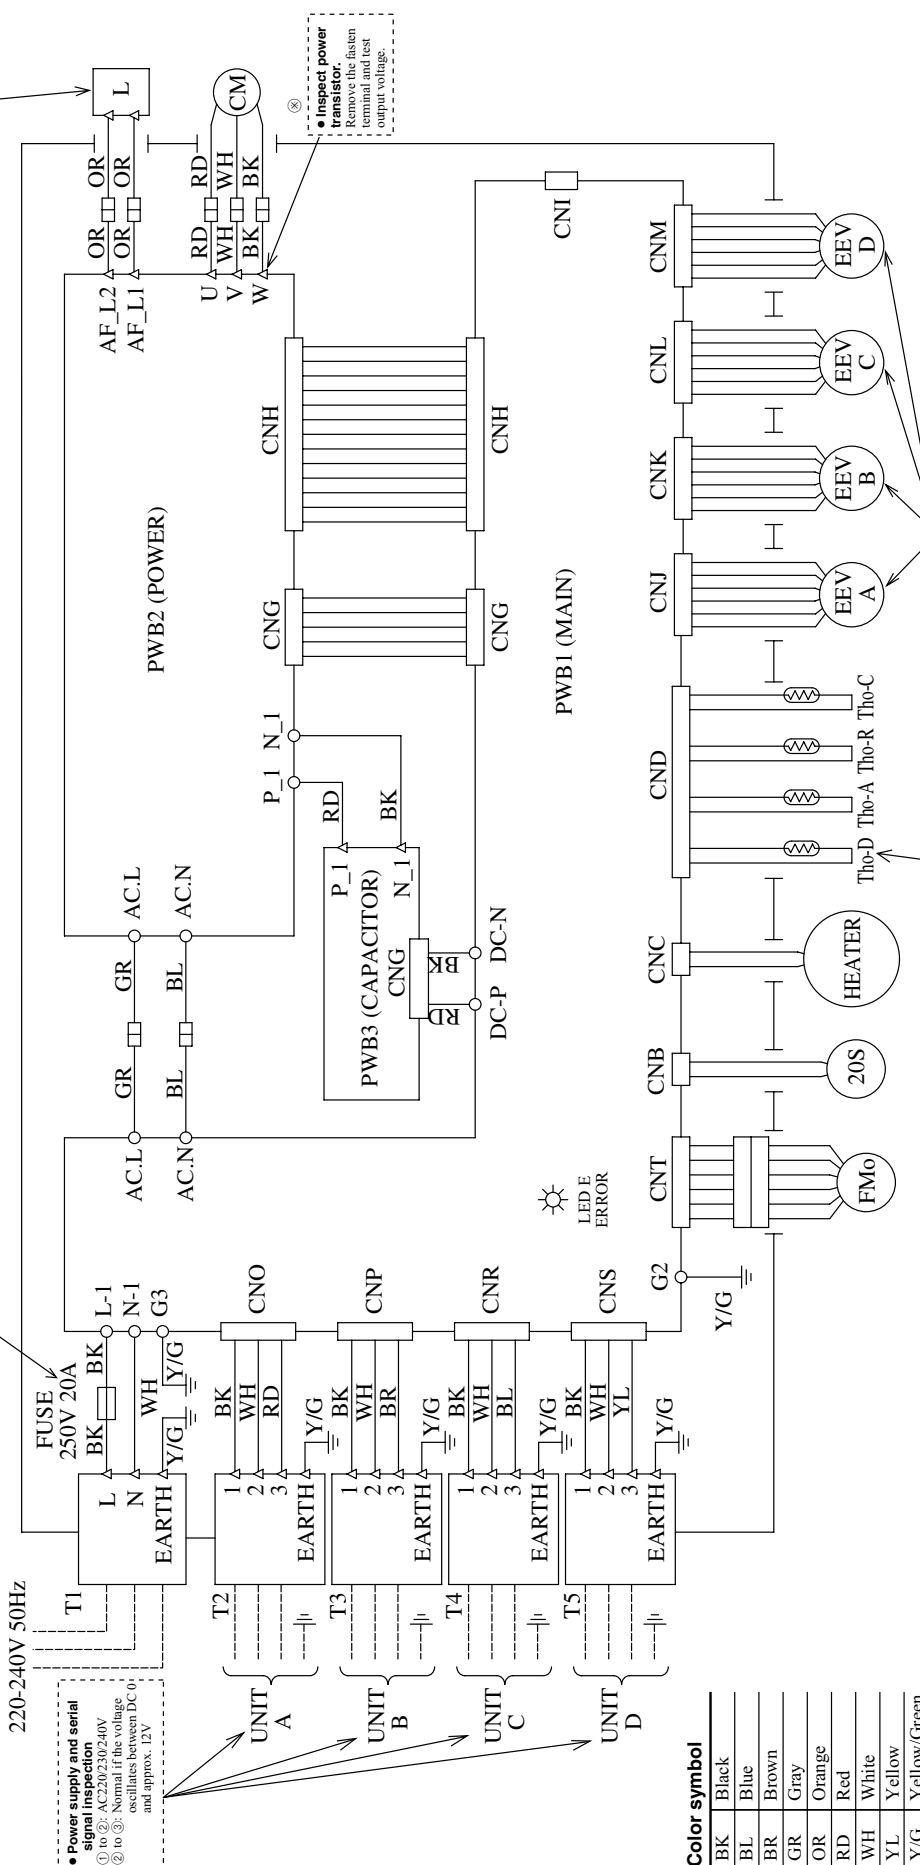 220-240V 50Hz
● Power supply and serial
signal inspection
① to ②: AC220/230/240V
② to ③: Normal if the voltage
oscillates between DC 0
and approx. 12V
T1
L
N
EARTH
FUSE
250V 20A
BK
BK
WH
Y/G
Y/G
L-1
N-1
G3
UNIT
A
T2
1
2
3
EARTH
BK
WH
RD
Y/G
CNO
UNIT
B
T3
1
2
3
EARTH
BK
WH
BR
Y/G
CNP
UNIT
C
T4
1
2
3
EARTH
BK
WH
BL
Y/G
CNR
UNIT
D
T5
1
2
3
EARTH
BK
WH
YL
Y/G
CNS
G2
Y/G
LED E
ERROR
AC.L
GR
GR
AC.L
AC.N
BL
BL
AC.N
PWB2 (POWER)
AF_L2
AF_L1
OR
OR
OR
OR
L
U
V
W
RD
WH
BK
RD
WH
BK
CM
※
● Inspect power
transistor.
Remove the fasten
terminal and test
output voltage.
P_1
N_1
RD
BK
PWB3 (CAPACITOR)
P_1
N_1
CNG
RD
BK
DC-P
DC-N
CNG
CNH
CNG
CNH
PWB1 (MAIN)
CNI
CNT
CNB
CNC
CND
CNJ
CNK
CNL
CNM
FMo
20S
HEATER
Tho-D
Tho-A
Tho-R
Tho-C
EEV
A
EEV
B
EEV
C
EEV
D
Color symbol
BK Black
BL Blue
BR Brown
GR Gray
OR Orange
RD Red
WH White
YL Yellow
Y/G Yellow/Green